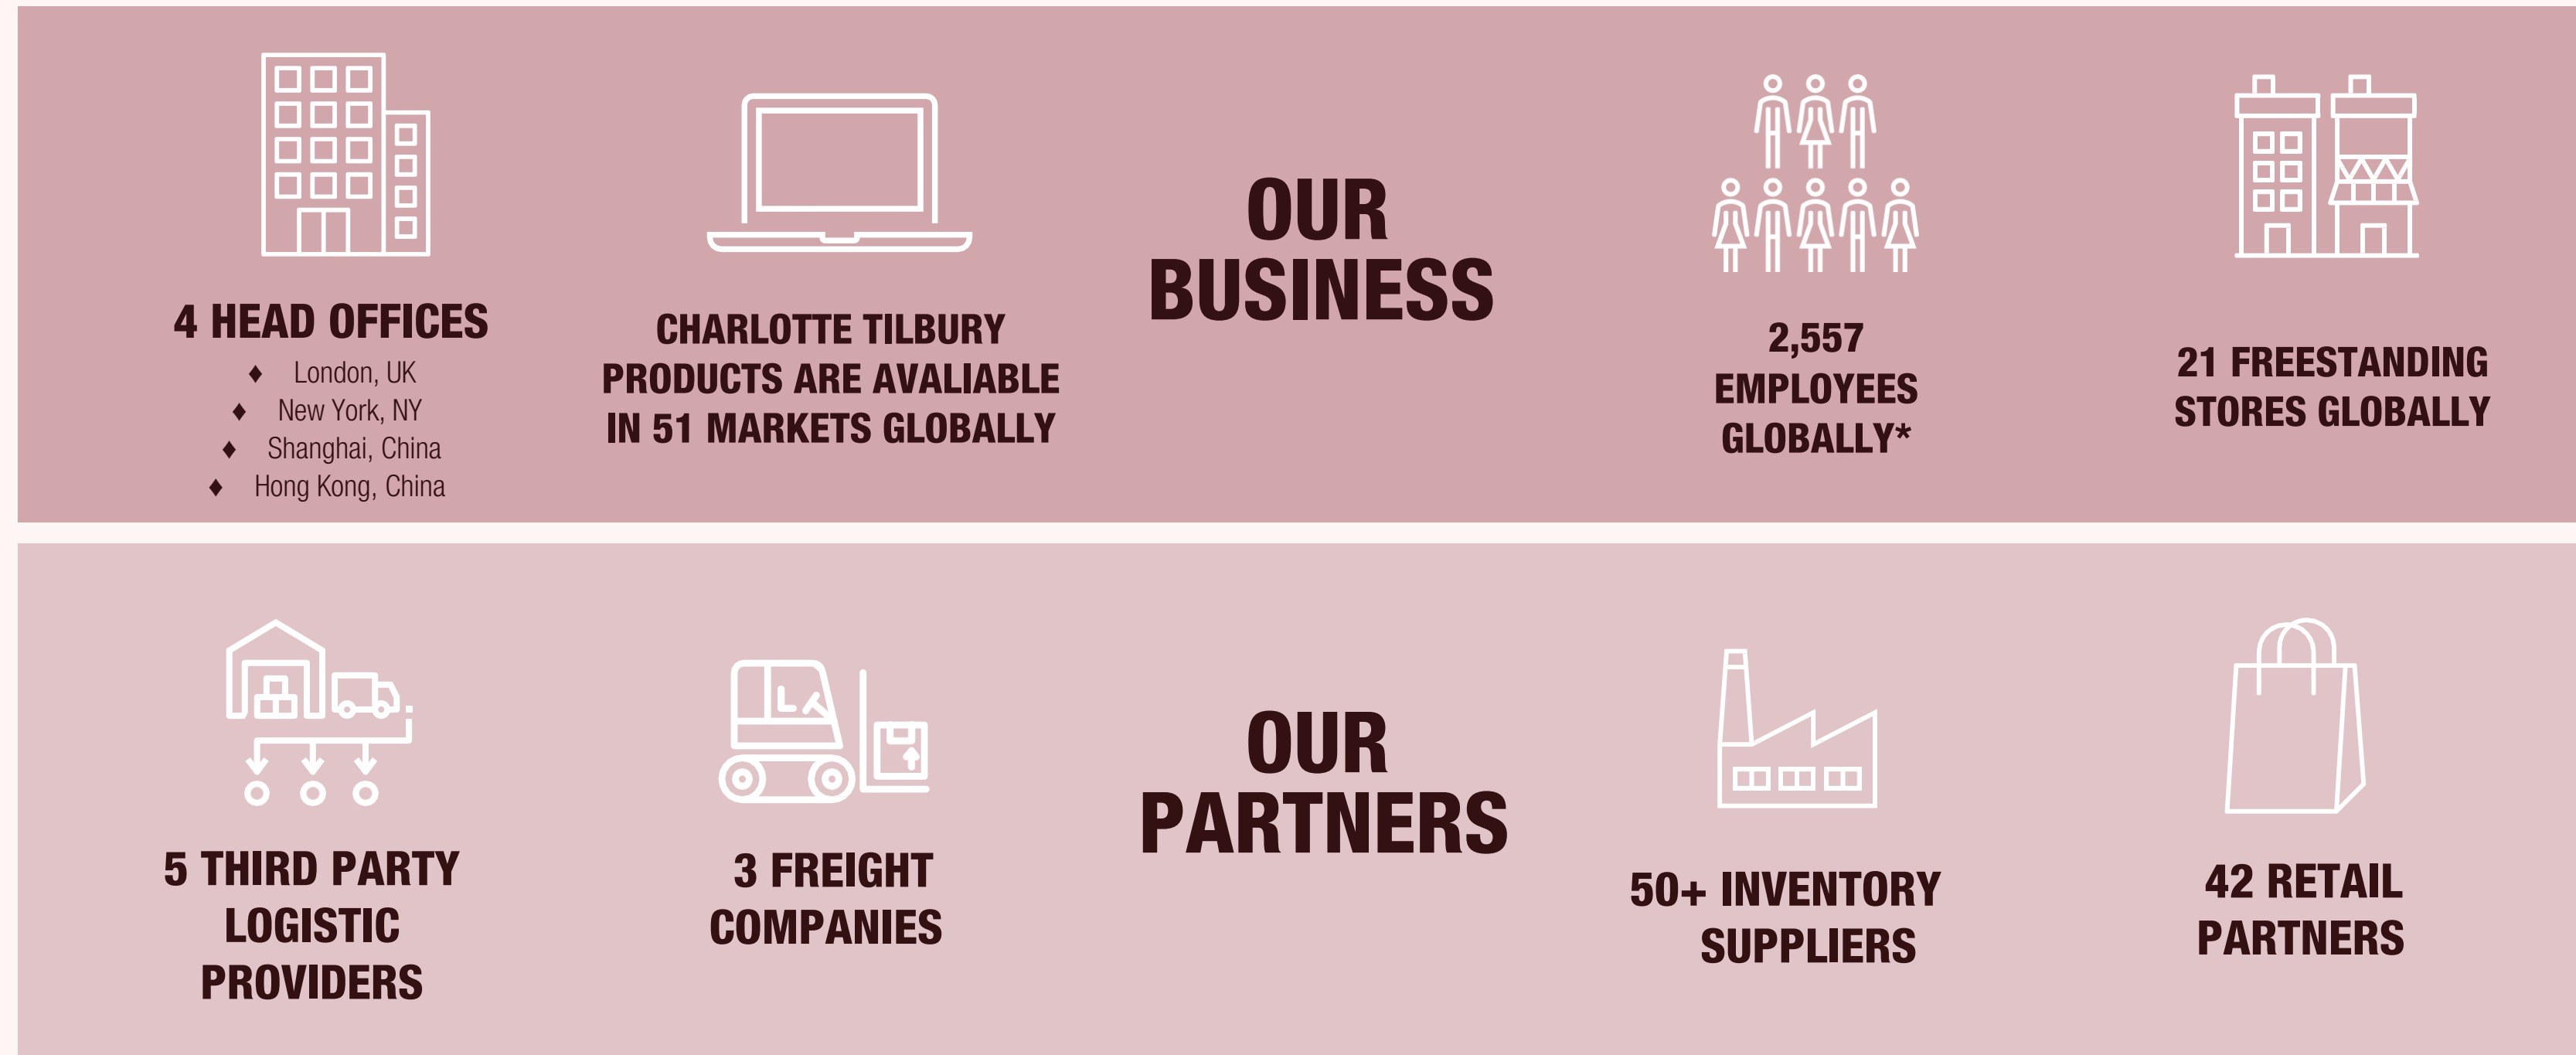 4 HEAD OFFICES
♦ London, UK
♦ New York, NY
♦ Shanghai, China
♦ Hong Kong, China
CHARLOTTE TILBURY
PRODUCTS ARE AVALIABLE
IN 51 MARKETS GLOBALLY
OUR
BUSINESS
2,557
EMPLOYEES
GLOBALLY*
21 FREESTANDING
STORES GLOBALLY
5 THIRD PARTY
LOGISTIC
PROVIDERS
3 FREIGHT
COMPANIES
OUR
PARTNERS
50+ INVENTORY
SUPPLIERS
42 RETAIL
PARTNERS